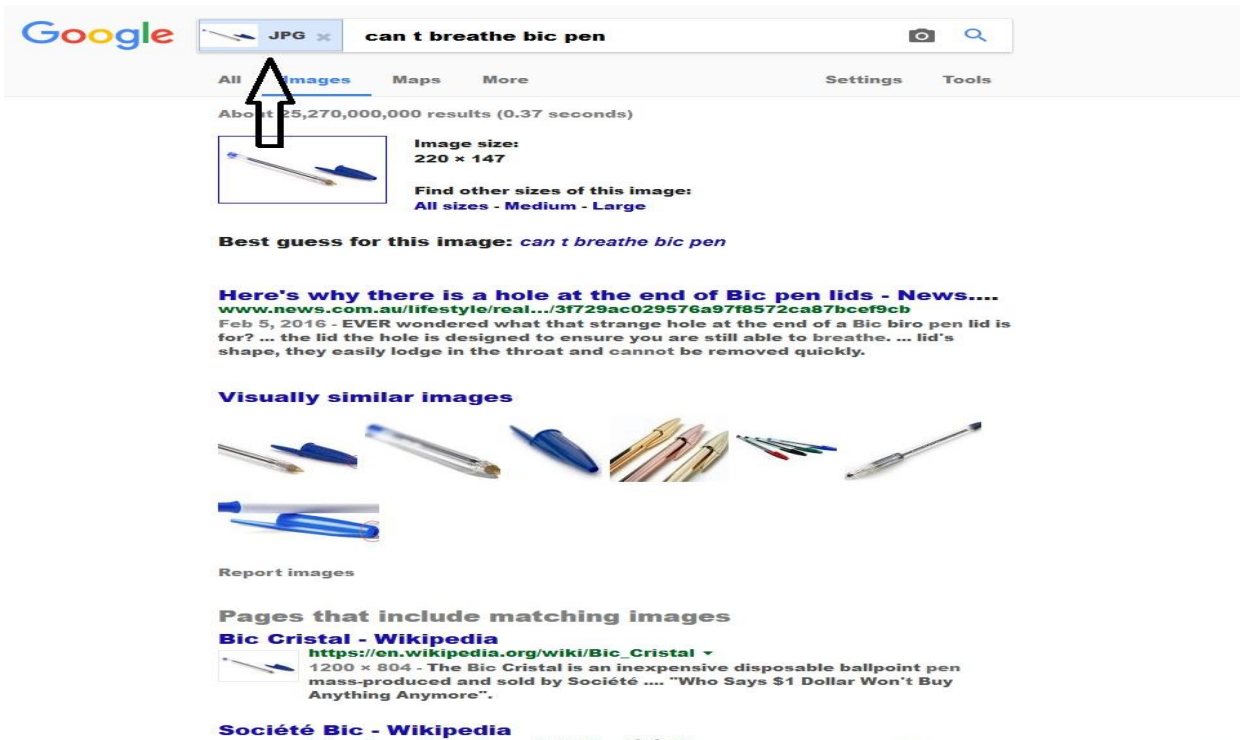 Google JPG × can t breathe bic pen
All Images Maps More Settings Tools
About 25,270,000,000 results (0.37 seconds)
Image size:
220 × 147
Find other sizes of this image:
All sizes - Medium - Large
Best guess for this image: can t breathe bic pen
Here's why there is a hole at the end of Bic pen lids - News....
www.news.com.au/lifestyle/real.../3f729ac029576a97f8572ca87bcef9cb
Feb 5, 2016 - EVER wondered what that strange hole at the end of a Bic biro pen lid is
for? ... the lid the hole is designed to ensure you are still able to breathe. ... lid's
shape, they easily lodge in the throat and cannot be removed quickly.
Visually similar images
Report images
Pages that include matching images
Bic Cristal - Wikipedia
https://en.wikipedia.org/wiki/Bic_Cristal
1200 × 804 - The Bic Cristal is an inexpensive disposable ballpoint pen
mass-produced and sold by Société .... "Who Says $1 Dollar Won't Buy
Anything Anymore".
Société Bic - Wikipedia